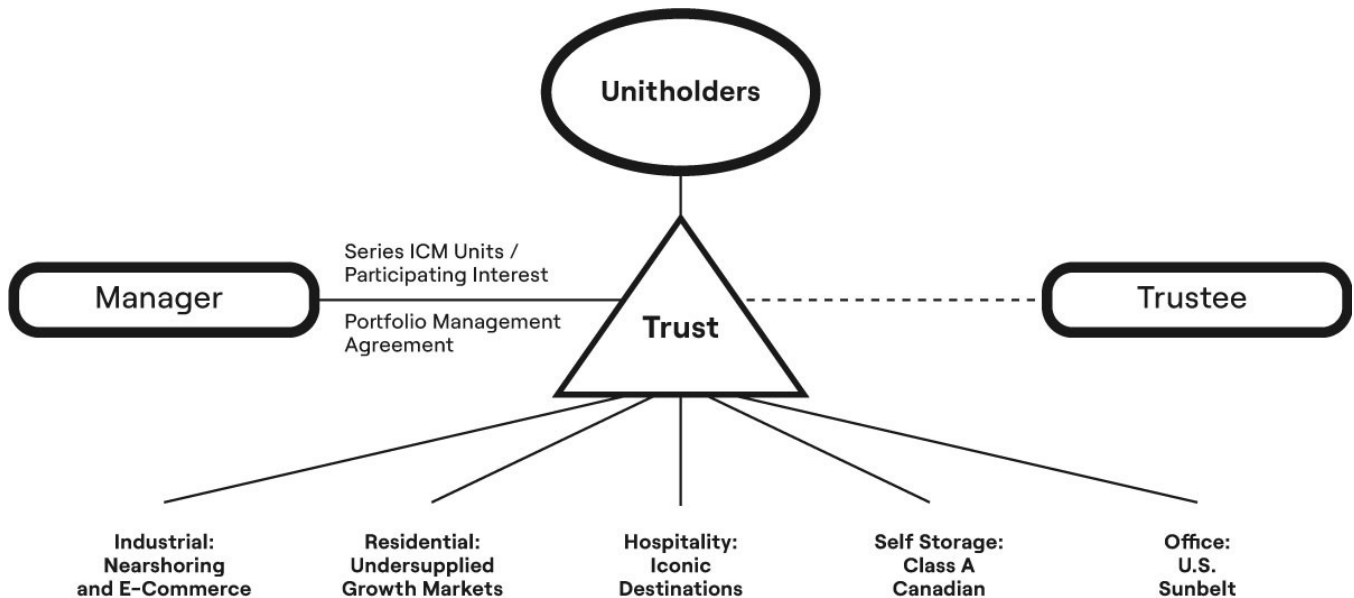 Unitholders
Series ICM Units /
Participating Interest
Manager
Portfolio Management
Agreement
Trust
Trustee
Industrial:
Nearshoring
and E-Commerce
Residential:
Undersupplied
Growth Markets
Hospitality:
Iconic
Destinations
Self Storage:
Class A
Canadian
Office:
U.S.
Sunbelt